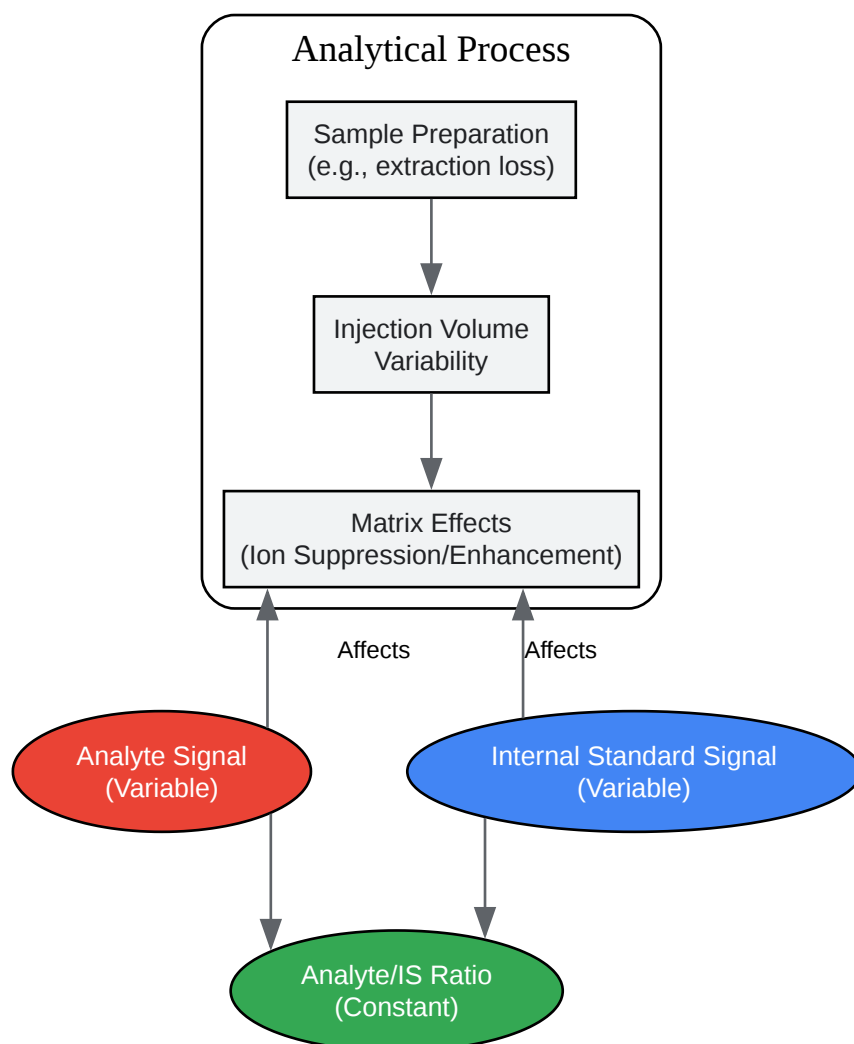 Analytical Process
Sample Preparation
(e.g., extraction loss)
Injection Volume
Variability
Matrix Effects
(Ion Suppression/Enhancement)
Affects
Affects
Analyte Signal
(Variable)
Internal Standard Signal
(Variable)
Analyte/IS Ratio
(Constant)